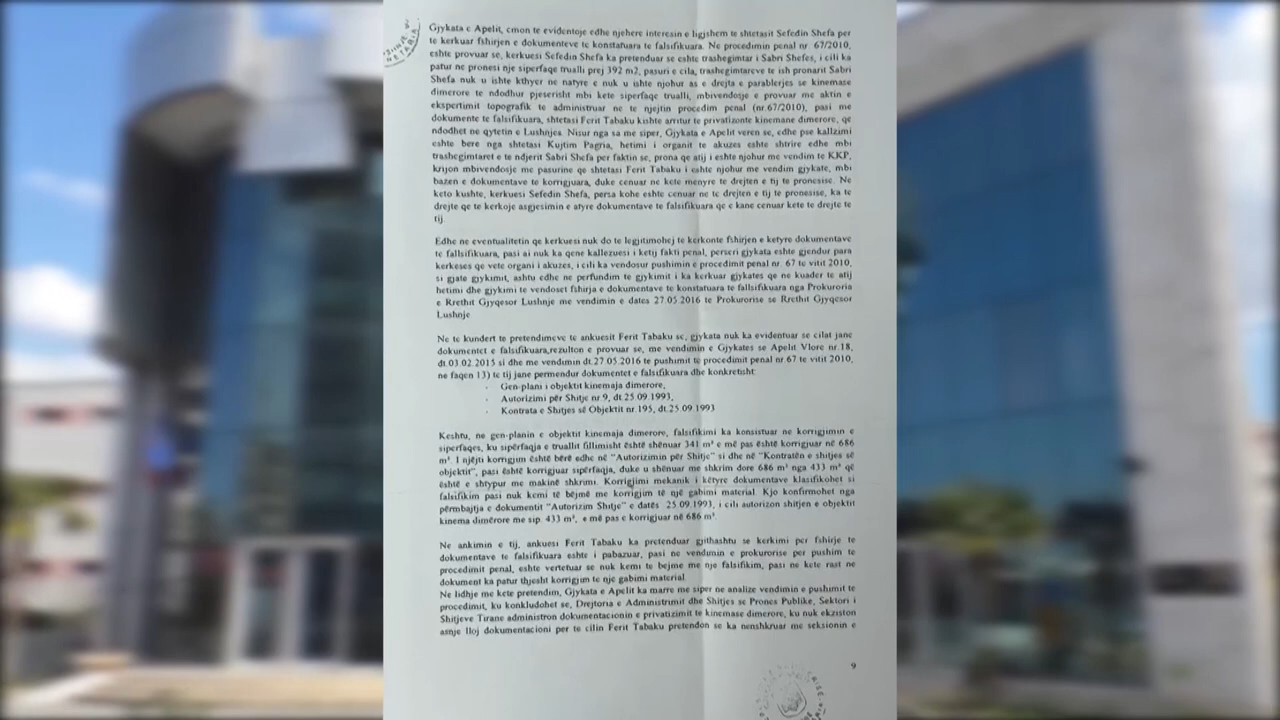 Gjykata e Apelit, cmon te evidentoje edhe njehere interesin e ligjshem te shtetasit Sefedin Shefa per
te kerkuar fshirjen e dokumenteve te konstatuara te falsifikuara. Ne procedimin penal nr. 67/2010,
eshte provuar se, kerkuesi Sefedin Shefa ka pretenduar se eshte trashegimtar i Sabri Shefes, i cili ka
patur ne pronesi nje siperfaqe trualli prej 392 m2, pasuri e cila, trashegimtareve te ish pronarit Sabri
Shefa nuk u ishte kthyer ne natyre e nuk u ishte njohur as e drejta e parablerjes se kinemase
dimerore te ndodhur pjeserisht mbi kete siperfaqe trualli, mbivendosje e provuar me aktin e
ekspertimit topografik te administruar ne te njejtin procedim penal (nr.67/2010), pasi me
dokumente te falsifikuara, shtetasi Ferit Tabaku kishte arritur te privatizonte kinemane dimerore, qe
ndodhet ne qytetin e Lushnjes. Nisur nga sa me siper, Gjykata e Apelit veren se, edhe pse kallzimi
eshte bere nga shtetasi Kujtim Pagria, hetimi i organit te akuzes eshte shtrire edhe mbi
trashegimtaret e te ndjerit Sabri Shefa per faktin se, prona qe atij i eshte njohur me vendim te KKP,
krijon mbivendosje me pasurine qe shtetasi Ferit Tabaku i eshte njohur me vendim gjykate, mbi
bazen e dokumentave te korrigjuara, duke cenuar ne kete menyre te drejten e tij te pronesise. Ne
keto kushte, kerkuesi Sefedin Shefa, persa kohe eshte cenuar ne te drejten e tij te pronesise, ka te
drejte qe te kerkoje asgjesimin e atyre dokumentave te falsifikuara qe e kane cenuar kete te drejte te
tij.
Edhe ne eventualitetin qe kerkuesi nuk do te legjitimohej te kerkonte fshirjen e ketyre dokumentave
te fallsifikuara, pasi ai nuk ka qene kallezuesi i ketij fakti penal, perseri gjykata eshte gjendur para
kerkeses qe vete organi i akuzes, i cili ka vendosur pushimin e procedimit penal nr. 67 te vitit 2010,
si gjate gjykimit, ashtu edhe ne perfundim te gjykimit i ka kerkuar gjykates qe ne kuader te atij
hetimi dhe gjykimi te vendoset fshirja e dokumentave te konstatuara te fallsifikuara nga Prokuroria
e Rrethit Gjyqesor Lushnje me vendimin e dates 27.05.2016 te Prokurorise se Rrethit Gjyqesor
Lushnje
Ne te kundert te pretendimeve te ankuesit Ferit Tabaku se, gjykata nuk ka evidentuar se cilat jane
dokumentet e falsifikuara,rezulton e provuar se, me vendimin e Gjykates se Apelit Vlore nr.18,
dt.03.02.2015 si dhe me vendimin dt.27.05.2016 te pushimit te procedimit penal nr.67 te vitit 2010,
ne faqen 13) te tij jane permendur dokumentet e falsifikuara dhe konkretisht:
- Gen-plani i objektit kinemaja dimerore,
- Autorizimi për Shitje nr.9, dt.25.09.1993,
- Kontrata e Shitjes së Objektit nr.195, dt.25.09.1993
Keshtu, ne gen-planin e objektit kinemaja dimerore, falsifikimi ka konsistuar ne korrigjimin e
siperfaqes, ku sipërfaqja e truallit fillimisht është shënuar 341 m² e më pas është korrigjuar në 686
m². I njëjti korrigjim është bërë edhe në "Autorizimin për Shitje" si dhe në "Kontratën e shitjes së
objektit", pasi është korrigjuar sipërfaqja, duke u shënuar me shkrim dore 686 m² nga 433 m² që
është e shtypur me makinë shkrimi. Korrigjimi mekanik i këtyre dokumentave klasifikohet si
falsifikim pasi nuk kemi të bëjmë me korrigjim të një gabimi material. Kjo konfirmohet nga
përmbajtja e dokumentit "Autorizim Shitje" e datës 25.09.1993, i cili autorizon shitjen e objektit
kinema dimërore me sip. 433 m², e më pas e korrigjuar në 686 m².
Ne ankimin e tij, ankuesi Ferit Tabaku ka pretenduar gjithashtu se kerkimi per fshirje te
dokumentave te falsifikuara eshte i pabazuar, pasi ne vendimin e prokurorise per pushim te
procedimit penal, eshte vertetuar se nuk kemi te bejme me nje falsifikim, pasi ne kete rast ne
dokument ka patur thjesht korrigjim te nje gabimi material.
Ne lidhje me kete pretendim, Gjykata e Apelit ka marre me siper ne analize vendimin e pushimit te
procedimit, ku konkludohet se, Drejtoria e Administrimit dhe Shitjes se Prones Publike, Sektori i
Shitjeve Tirane administron dokumentacionin e privatizimit te kinemase dimerore, ku nuk ekziston
asnje lloj dokumentacioni per te cilin Ferit Tabaku pretendon se ka nenshkruar me seksionin e
9